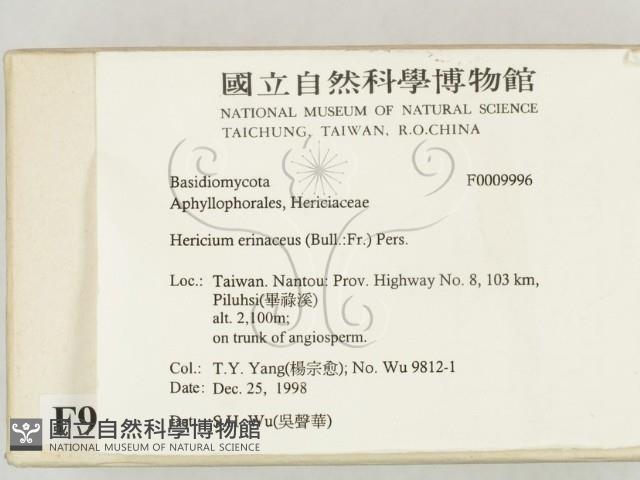 國立自然科學博物館
NATIONAL MUSEUM OF NATURAL SCIENCE
TAICHUNG, TAIWAN, R.O.CHINA
Basidiomycota F0009996
Aphyllophorales, Hericiaceae
Hericium erinaceus (Bull.:Fr.) Pers.
Loc.: Taiwan. Nantou: Prov. Highway No. 8, 103 km,
Piluhsi(畢祿溪)
alt. 2,100m;
on trunk of angiosperm.
Col.: T.Y. Yang(楊宗愈); No. Wu 9812-1
Date: Dec. 25, 1998
Det.: S.H. Wu(吳聲華)
F9
國立自然科學博物館
NATIONAL MUSEUM OF NATURAL SCIENCE